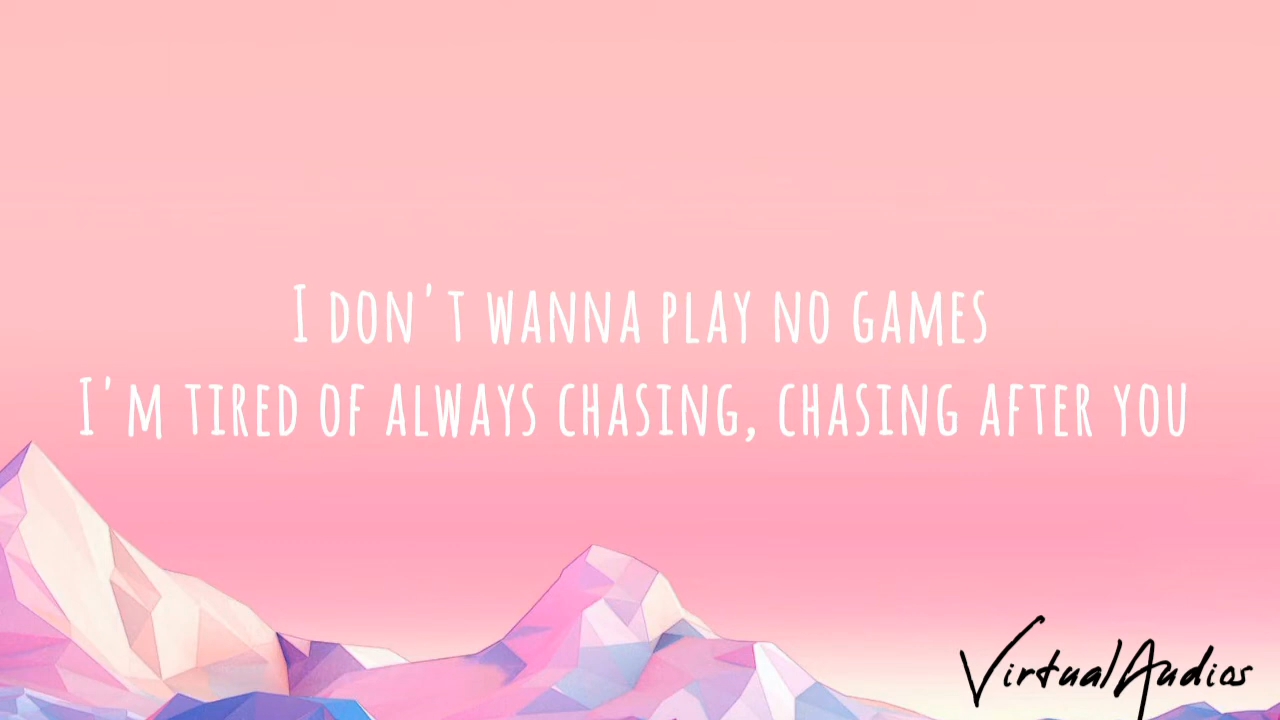 I DON'T WANNA PLAY NO GAMES
I'M TIRED OF ALWAYS CHASING, CHASING AFTER YOU
VirtualAudios